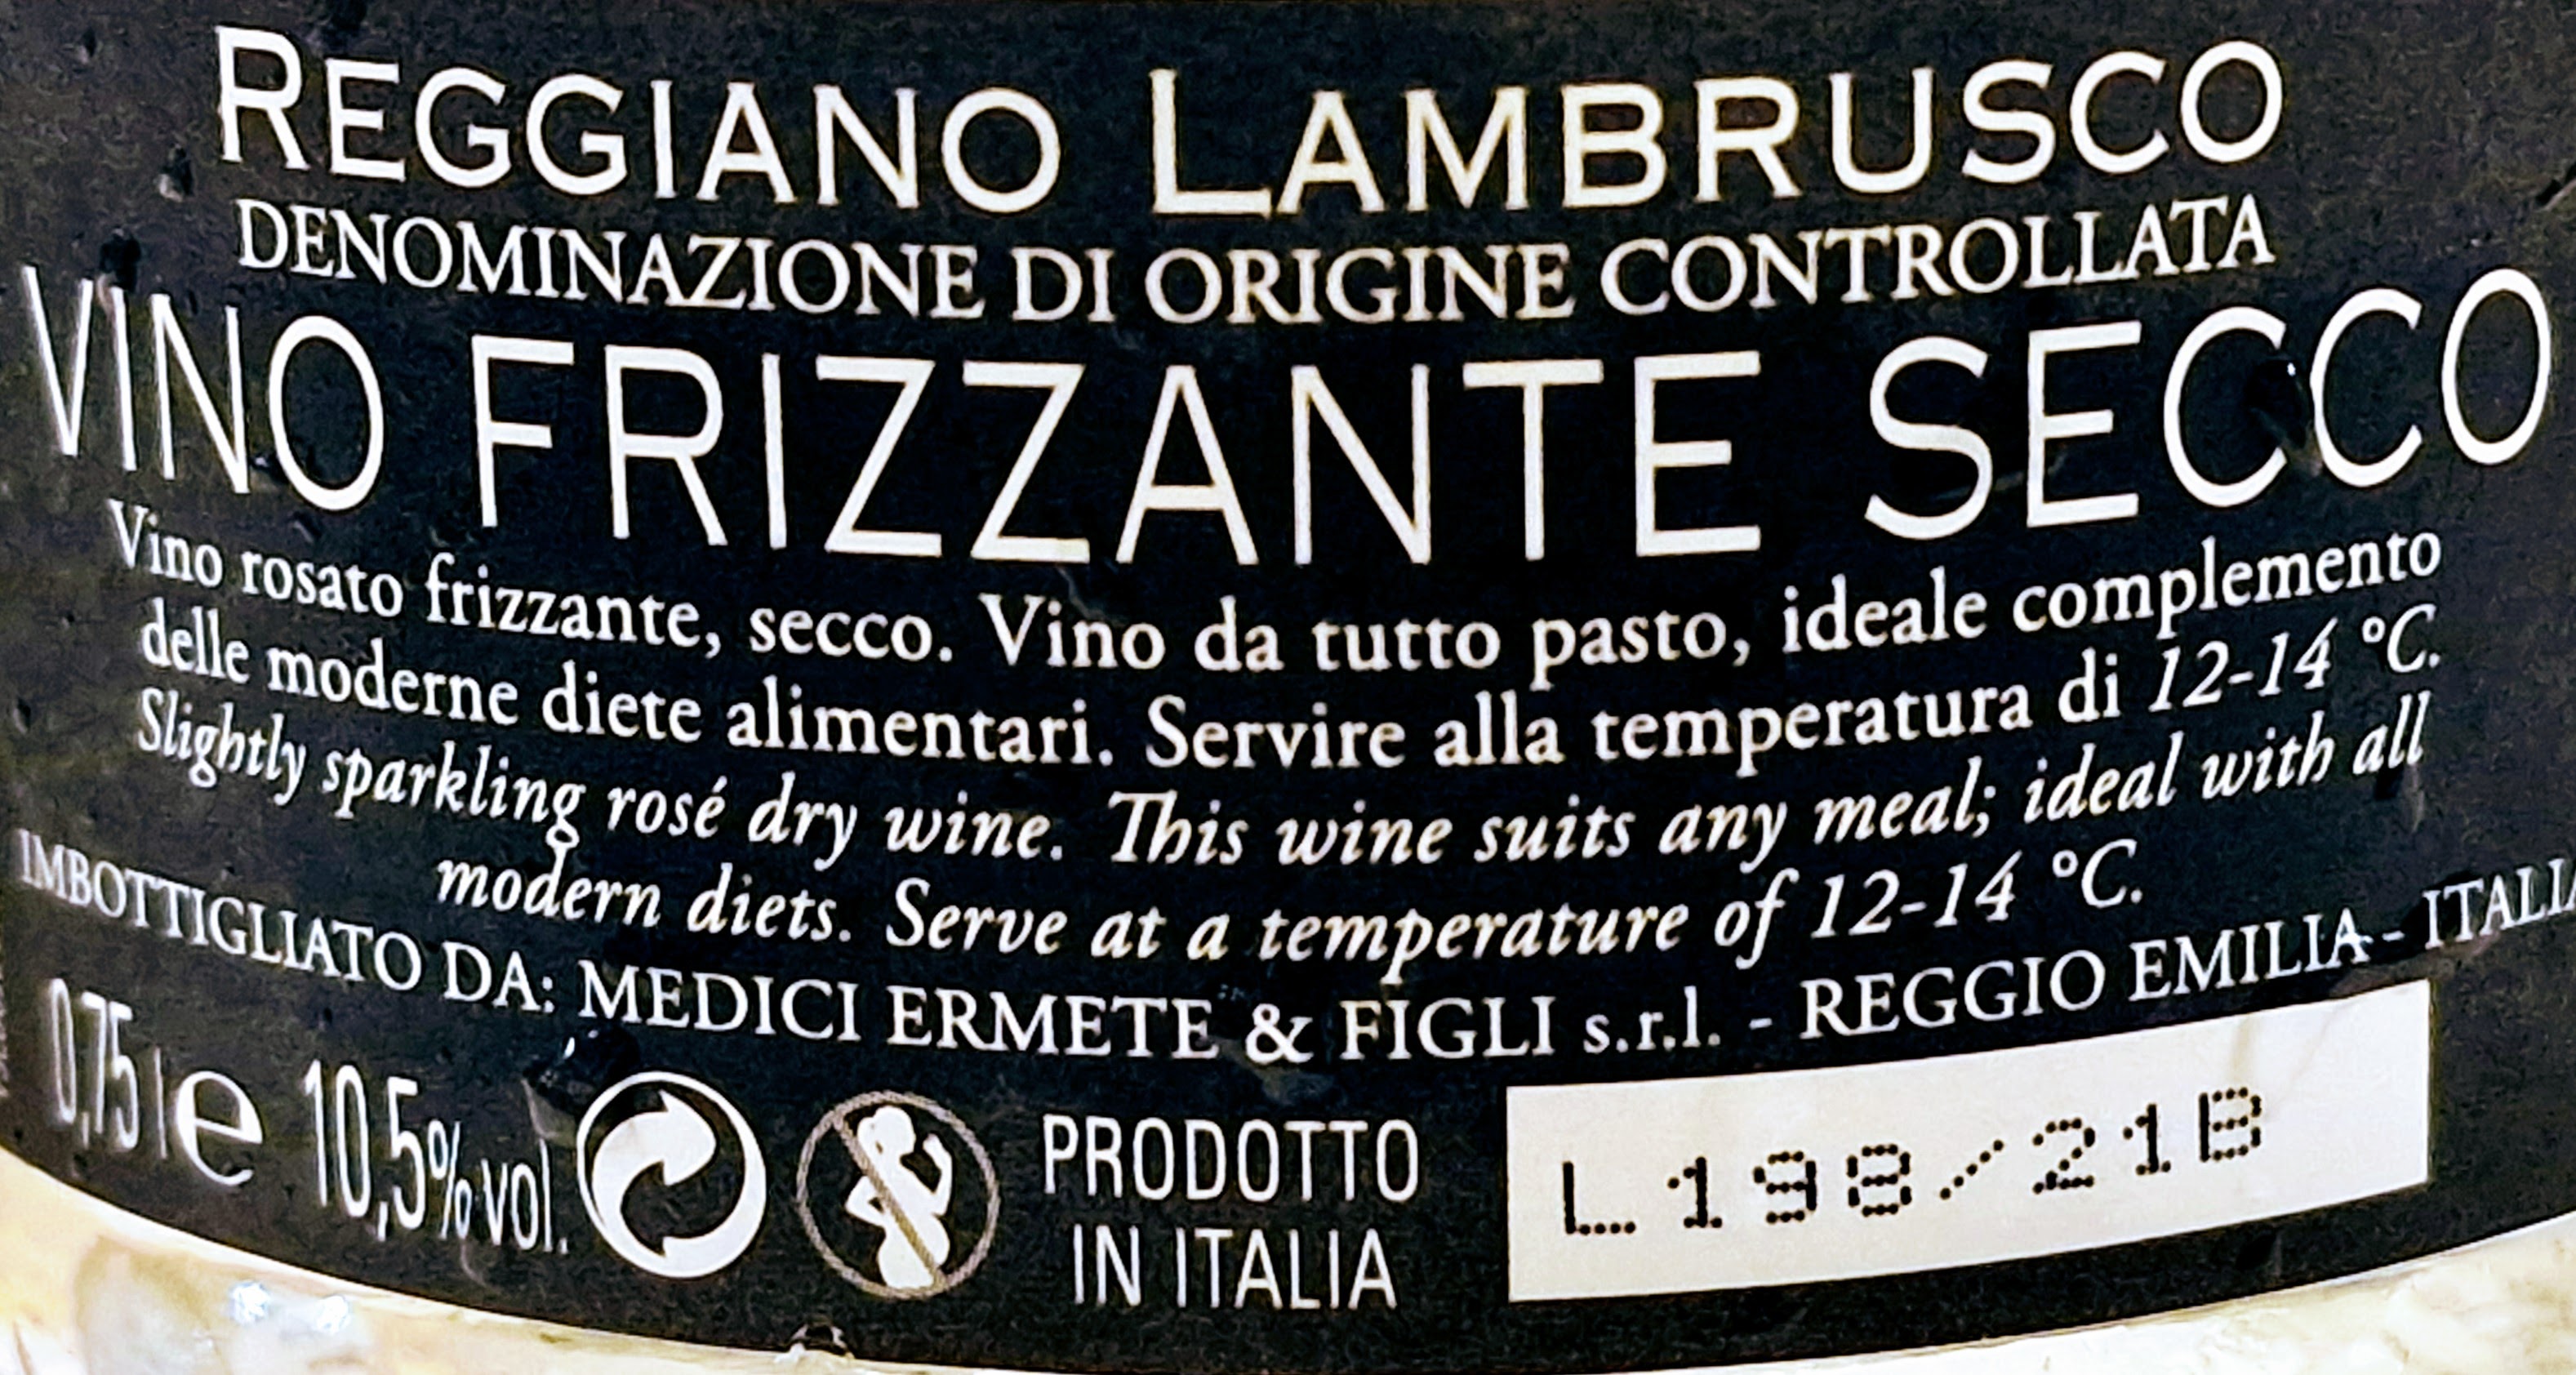 REGGIANO LAMBRUSCO
DENOMINAZIONE DI ORIGINE CONTROLLATA
VINO FRIZZANTE SECCO
Vino rosato frizzante, secco. Vino da tutto pasto, ideale complemento
delle moderne diete alimentari. Servire alla temperatura di 12-14 °C.
Slightly sparkling rosé dry wine. This wine suits any meal; ideal with all
modern diets. Serve at a temperature of 12-14 °C.
IMBOTTIGLIATO DA: MEDICI ERMETE & FIGLI s.r.l. - REGGIO EMILIA - ITALIA
0,75 l e 10,5% vol.
PRODOTTO
IN ITALIA
L198/21B